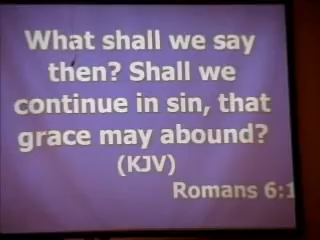 What shall we say
then? Shall we
continue in sin, that
grace may abound?
(KJV)
Romans 6:1